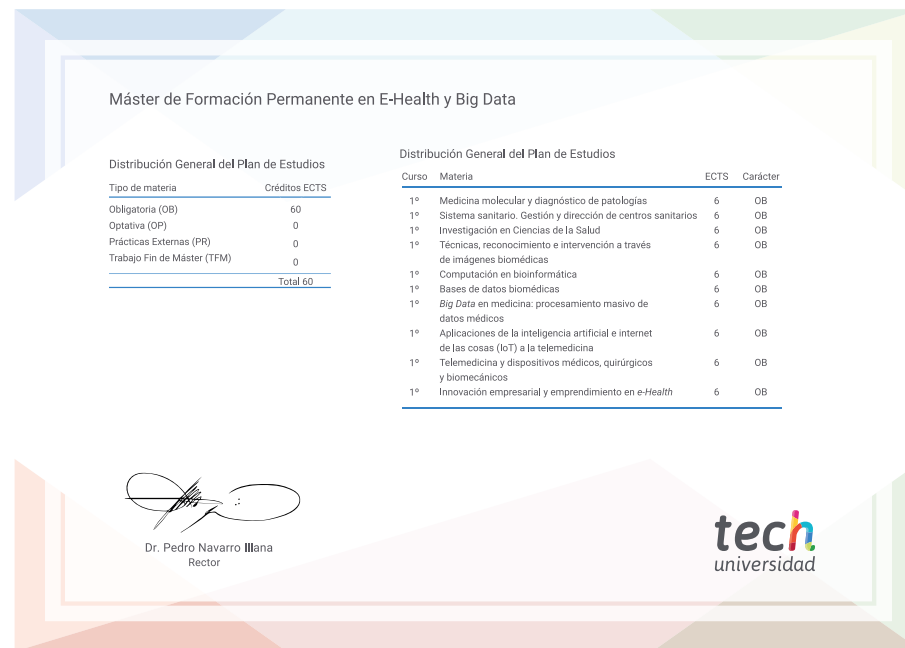 Máster de Formación Permanente en E-Health y Big Data
Distribución General del Plan de Estudios
Tipo de materia Créditos ECTS
Obligatoria (OB) 60
Optativa (OP) 0
Prácticas Externas (PR) 0
Trabajo Fin de Máster (TFM) 0
Total 60
Distribución General del Plan de Estudios
Curso Materia ECTS Carácter
1º Medicina molecular y diagnóstico de patologías 6 OB
1º Sistema sanitario. Gestión y dirección de centros sanitarios 6 OB
1º Investigación en Ciencias de la Salud 6 OB
1º Técnicas, reconocimiento e intervención a través 6 OB
de imágenes biomédicas
1º Computación en bioinformática 6 OB
1º Bases de datos biomédicas 6 OB
1º Big Data en medicina: procesamiento masivo de 6 OB
datos médicos
1º Aplicaciones de la inteligencia artificial e internet 6 OB
de las cosas (IoT) a la telemedicina
1º Telemedicina y dispositivos médicos, quirúrgicos 6 OB
y biomecánicos
1º Innovación empresarial y emprendimiento en e-Health 6 OB
Dr. Pedro Navarro Illana
Rector
tech
universidad